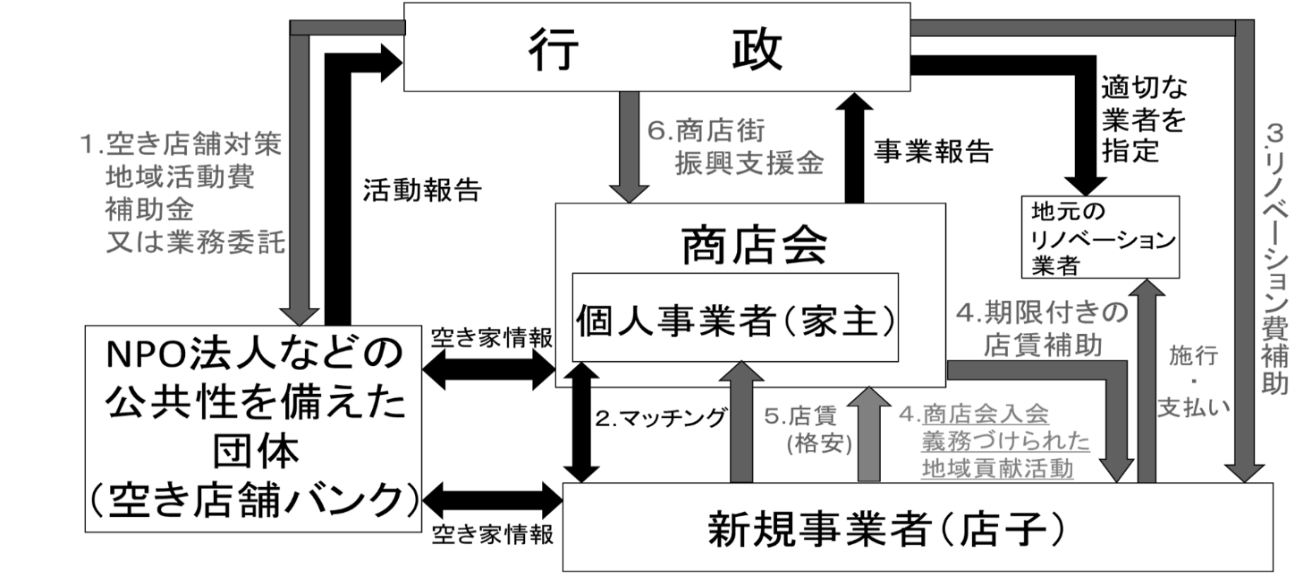 行　政
1.空き店舗対策
地域活動費
補助金
又は業務委託
活動報告
6.商店街
振興支援金
事業報告
適切な
業者を
指定
3.リノベーション費補助
地元の
リノベーション
業者
商店会
個人事業者(家主)
NPO法人などの
公共性を備えた
団体
(空き店舗バンク)
空き家情報
2.マッチング
5.店賃
(格安)
4.商店会入会
義務づけられた
地域貢献活動
4.期限付きの
店賃補助
施行
・
支払い
空き家情報
新規事業者(店子)